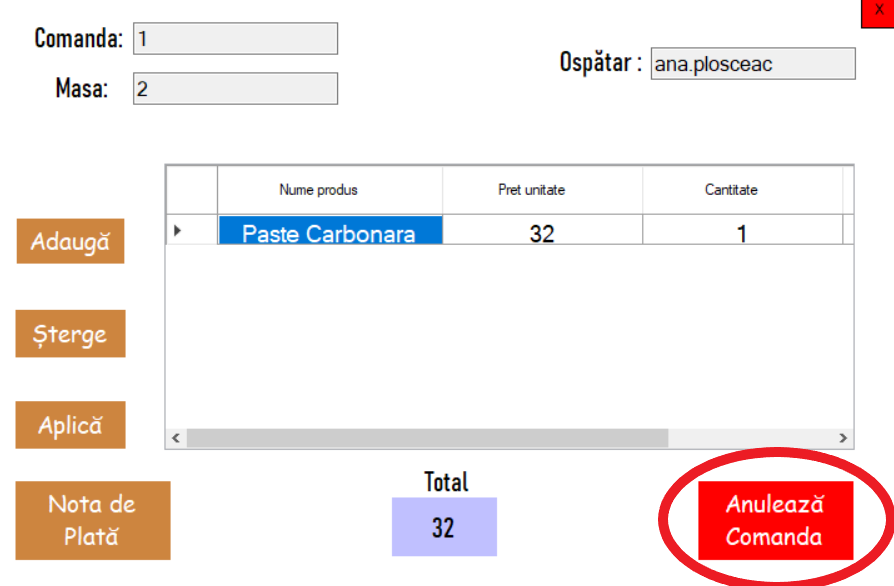 X
Comanda: 1
Ospătar : ana.plosceac
Masa: 2
Nume produs Pret unitate Cantitate
Paste Carbonara 32 1
Adaugă
Șterge
Aplică
Nota de
Plată
Total
32
Anulează
Comanda